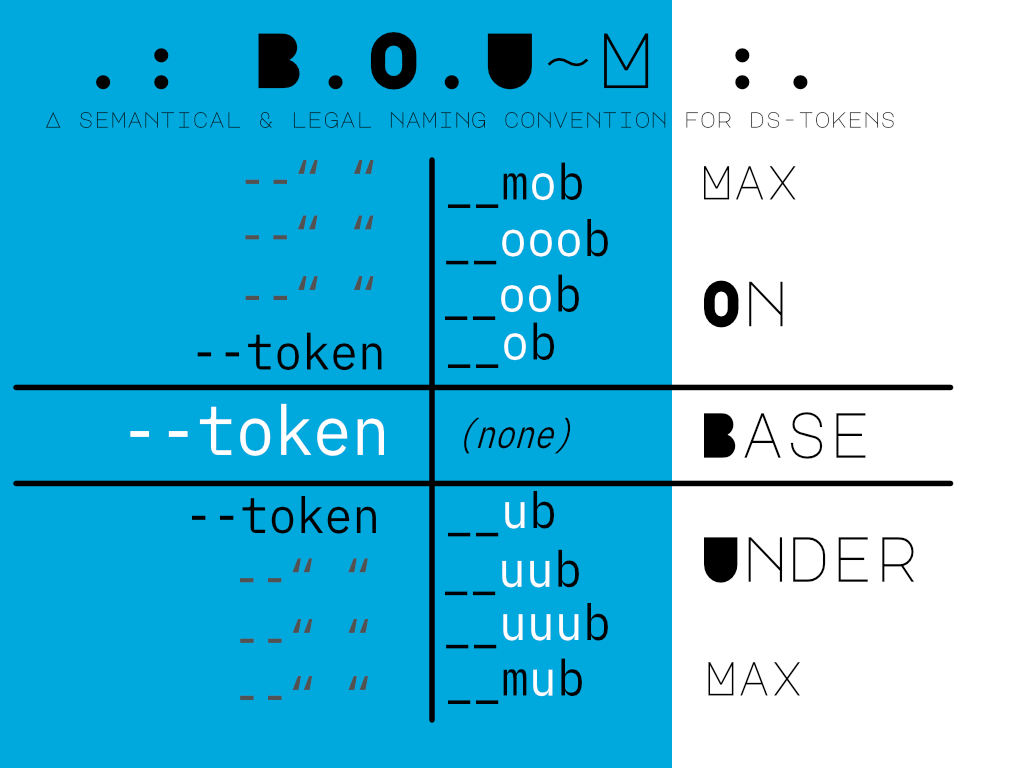 .: B.O.U~M :.
Δ SEMANTICAL & LEGAL NAMING CONVENTION FOR DS-TOKENS
--“ “ __mob MAX
--“ “ __ooob
--“ “ __oob ON
--token __ob
--token (none) BASE
--token __ub
--“ “ __uub UNDER
--“ “ __uuub
--“ “ __mub MAX